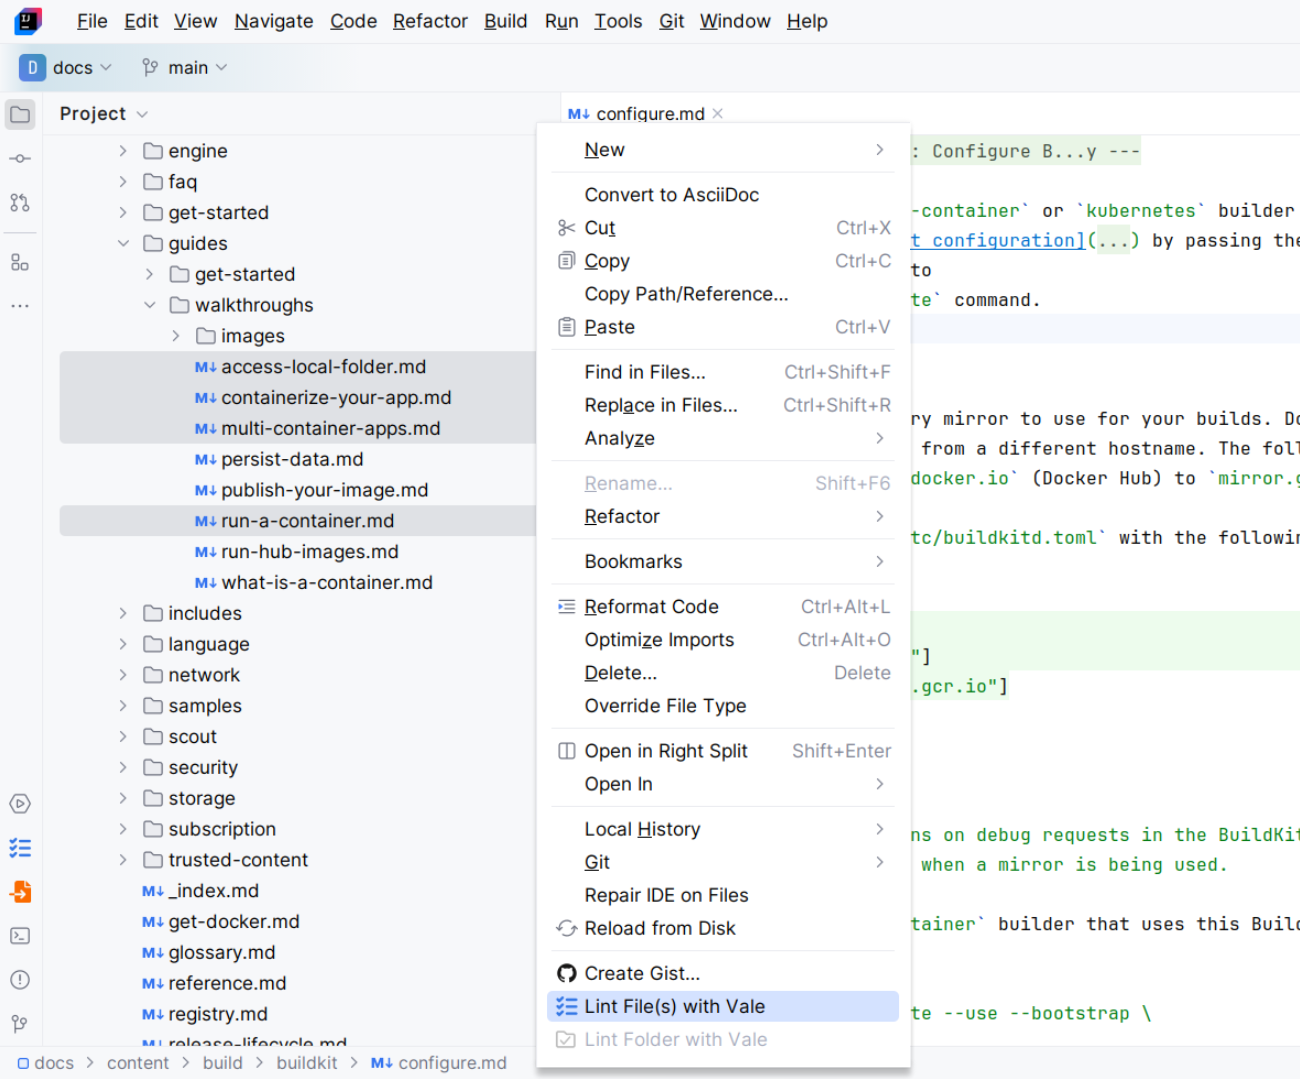 File Edit View Navigate Code Refactor Build Run Tools Git Window Help
D docs main
Project
configure.md
engine
faq
get-started
guides
get-started
walkthroughs
images
access-local-folder.md
containerize-your-app.md
multi-container-apps.md
persist-data.md
publish-your-image.md
run-a-container.md
run-hub-images.md
what-is-a-container.md
includes
language
network
samples
scout
security
storage
subscription
trusted-content
_index.md
get-docker.md
glossary.md
reference.md
registry.md
release-lifecycle.md
New
Convert to AsciiDoc
Cut Ctrl+X
Copy Ctrl+C
Copy Path/Reference...
Paste Ctrl+V
Find in Files... Ctrl+Shift+F
Replace in Files... Ctrl+Shift+R
Analyze
Rename... Shift+F6
Refactor
Bookmarks
Reformat Code Ctrl+Alt+L
Optimize Imports Ctrl+Alt+O
Delete... Delete
Override File Type
Open in Right Split Shift+Enter
Open In
Local History
Git
Repair IDE on Files
Reload from Disk
Create Gist...
Lint File(s) with Vale
Lint Folder with Vale
: Configure B...y ---
-container` or `kubernetes` builder
t configuration](...) by passing the
to
te` command.
ry mirror to use for your builds. Do
from a different hostname. The foll
docker.io` (Docker Hub) to `mirror.g
tc/buildkitd.toml` with the followin
"]
.gcr.io"]
ns on debug requests in the BuildKit
when a mirror is being used.
tainer` builder that uses this Build
te --use --bootstrap \
docs > content > build > buildkit > configure.md